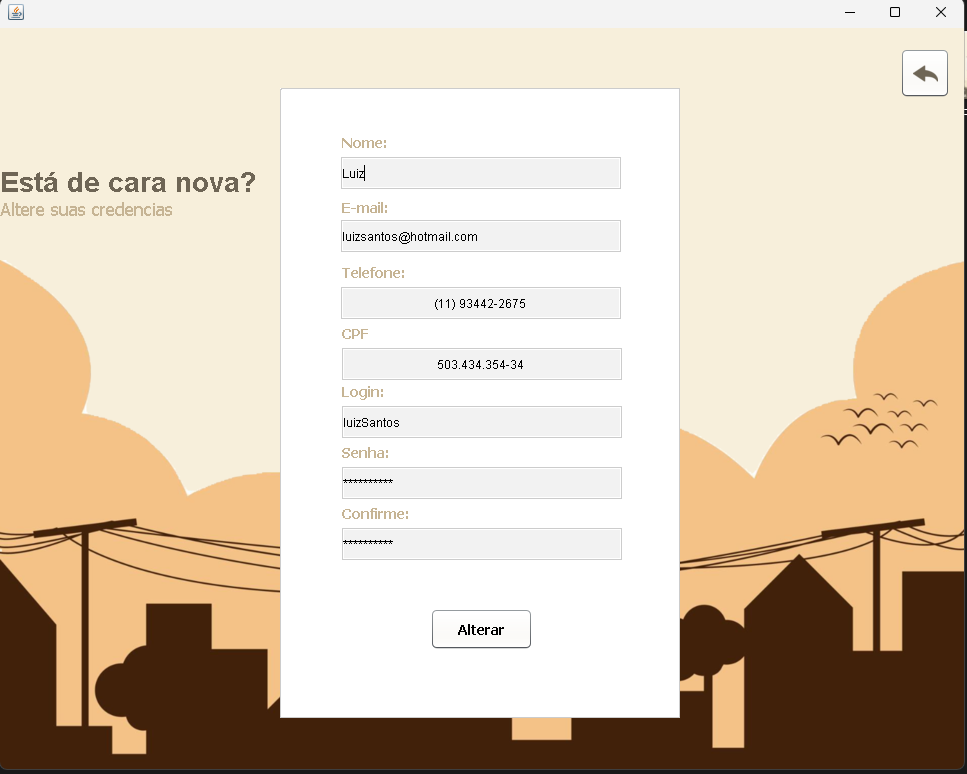 Está de cara nova?
Altere suas credencias
Nome:
Luiz
E-mail:
luizsantos@hotmail.com
Telefone:
(11) 93442-2675
CPF
503.434.354-34
Login:
luizSantos
Senha:
**********
Confirme:
**********
Alterar